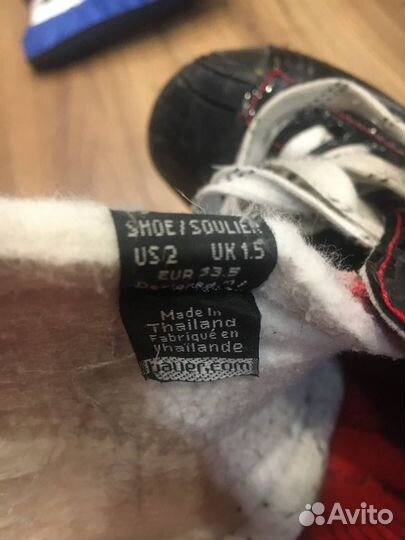 SHOE / SOULIER
US 2 UK 1.5
EUR 33.5
Made in
Thailand
Fabriqué en
Thaïlande
bauer.com
Avito